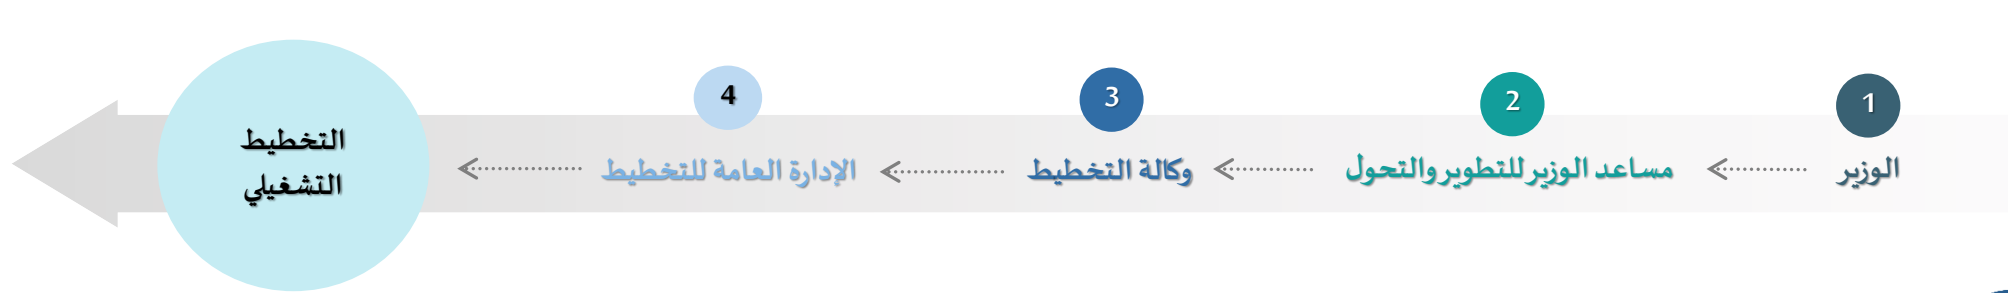 1
الوزير
2
مساعد الوزير للتطوير والتحول
3
وكالة التخطيط
4
الإدارة العامة للتخطيط
التخطيط
التشغيلي